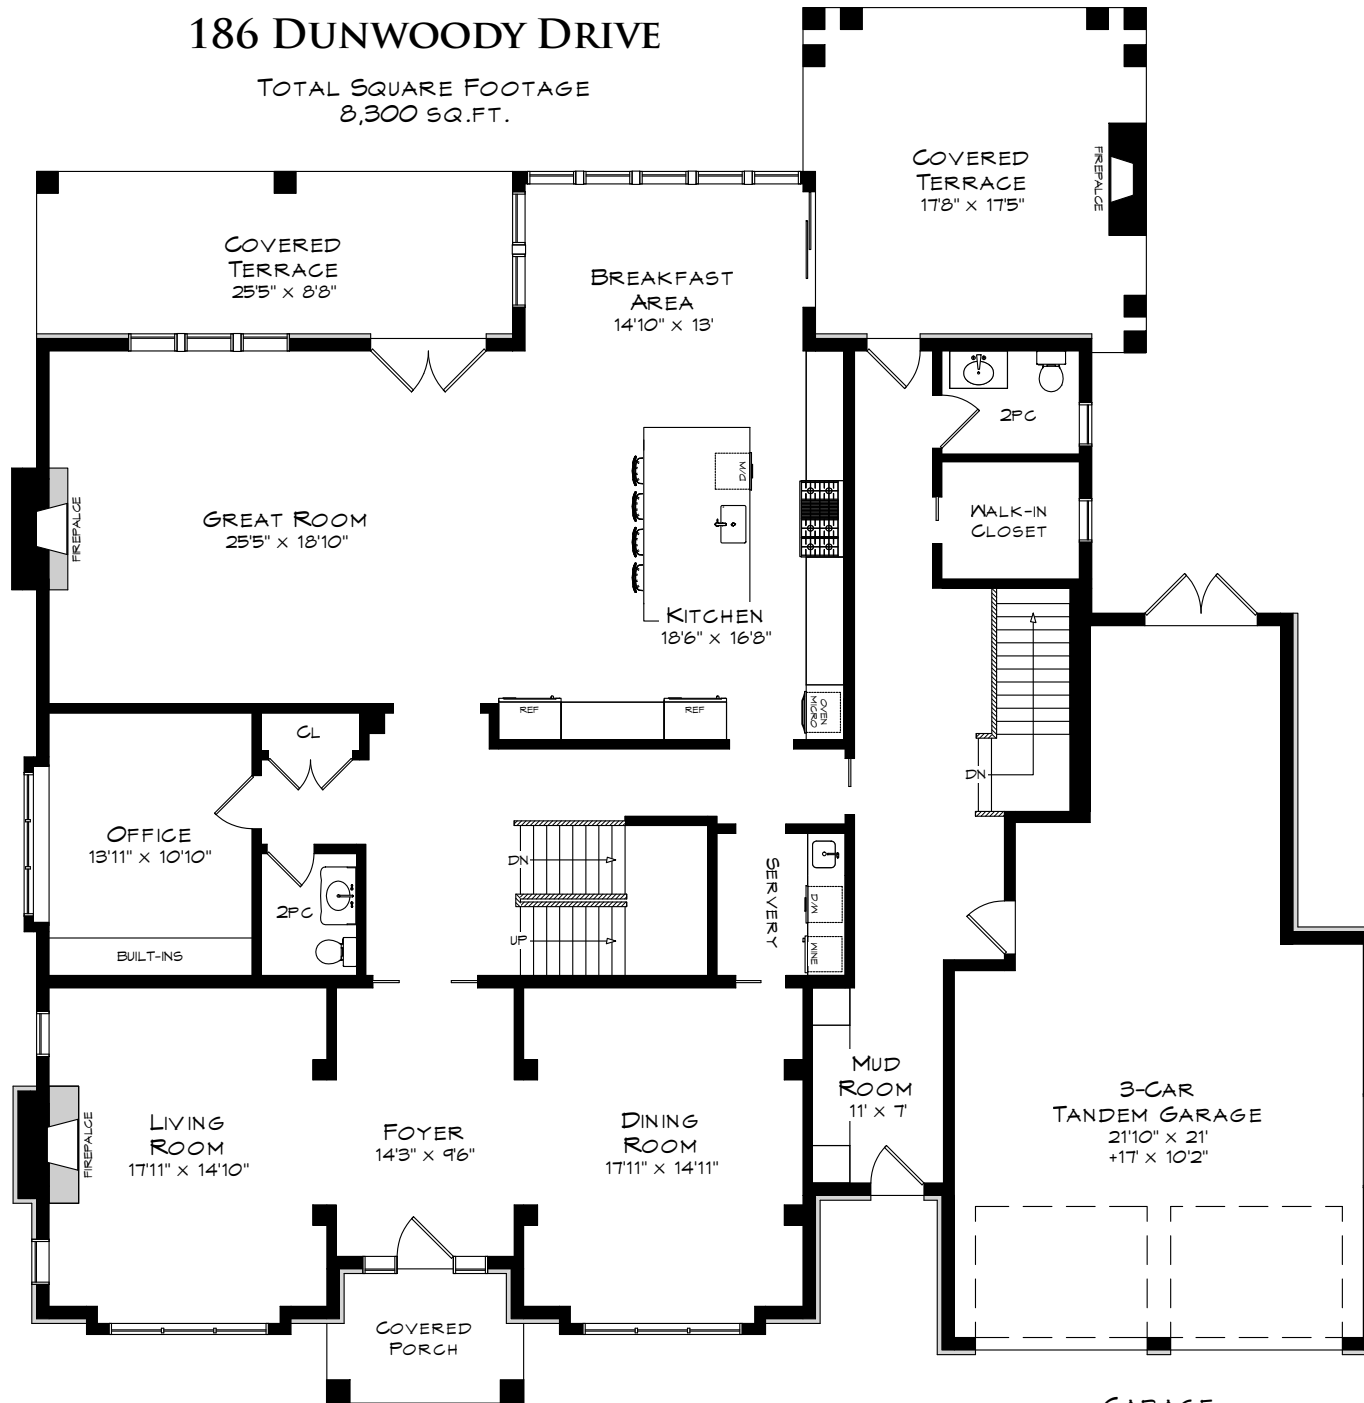 186 DUNWOODY DRIVE
TOTAL SQUARE FOOTAGE
8,300 SQ.FT.
COVERED
TERRACE
17'8" x 17'5"
FIREPALCE
COVERED
TERRACE
25'5" x 8'8"
BREAKFAST
AREA
14'10" x 13'
2PC
M/D
GREAT ROOM
25'5" x 18'10"
FIREPALCE
WALK-IN
CLOSET
KITCHEN
18'6" x 16'8"
REF
REF
OVEN
MICRO
CL
DN
OFFICE
13'11" x 10'10"
DN
SERVERY
D/W
2PC
UP
WINE
BUILT-INS
MUD
ROOM
11' x 7'
3-CAR
TANDEM GARAGE
21'10" x 21'
+17' x 10'2"
LIVING
ROOM
17'11" x 14'10"
FIREPALCE
FOYER
14'3" x 9'6"
DINING
ROOM
17'11" x 14'11"
COVERED
PORCH
GARAGE